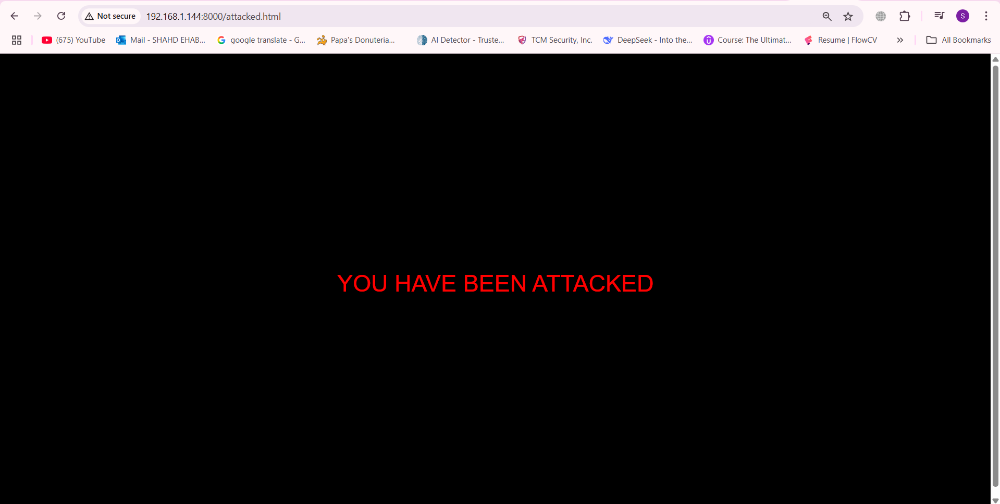 Not secure 192.168.1.144:8000/attacked.html S
(675) YouTube Mail - SHAHD EHAB... google translate - G... Papa's Donuteria... AI Detector - Truste... TCM Security, Inc. DeepSeek - Into the... Course: The Ultimat... Resume | FlowCV » All Bookmarks
YOU HAVE BEEN ATTACKED